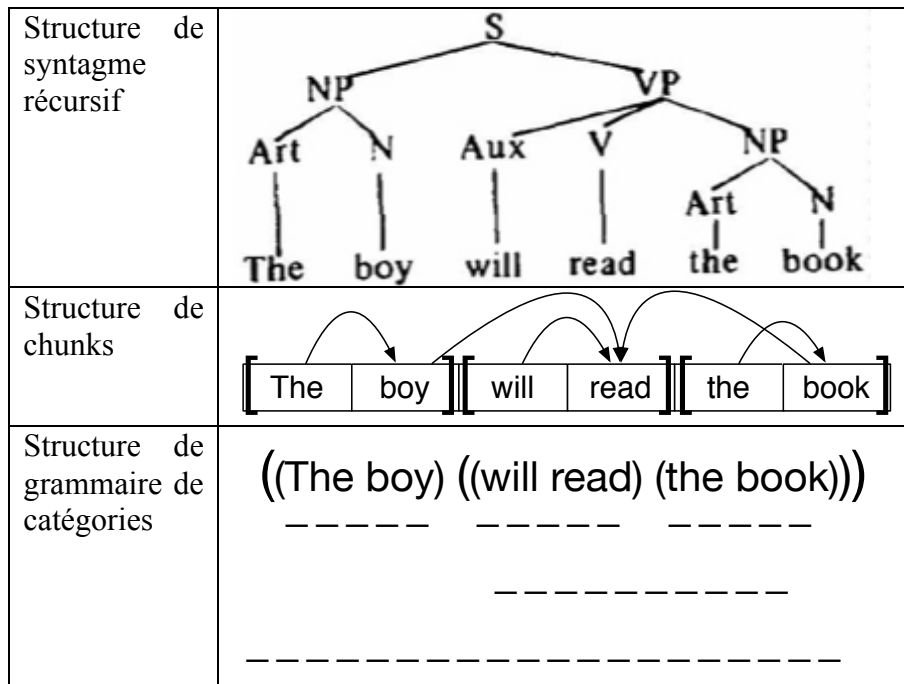 Structure de
syntagme
récursif
S
NP VP
Art N Aux V NP
Art N
The boy will read the book
Structure de
chunks
[The boy] [will read] [the book]
Structure de
grammaire de
catégories
((The boy) ((will read) (the book)))